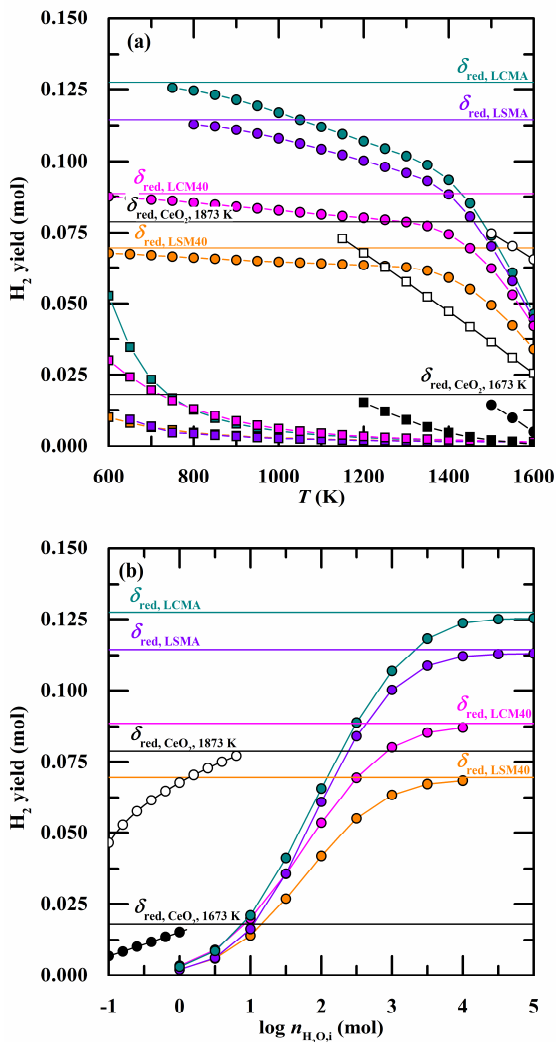 (a)
0.150
0.125
0.100
0.075
0.050
0.025
0.000
H₂ yield (mol)
δred, LCMA
δred, LSMA
δred, LCM40
δred, CeO₂, 1873 K
δred, LSM40
δred, CeO₂, 1673 K
600 800 1000 1200 1400 1600
T (K)
(b)
0.150
0.125
0.100
0.075
0.050
0.025
0.000
H₂ yield (mol)
δred, LCMA
δred, LSMA
δred, LCM40
δred, CeO₂, 1873 K
δred, LSM40
δred, CeO₂, 1673 K
-1 0 1 2 3 4 5
log nH₂O,i (mol)